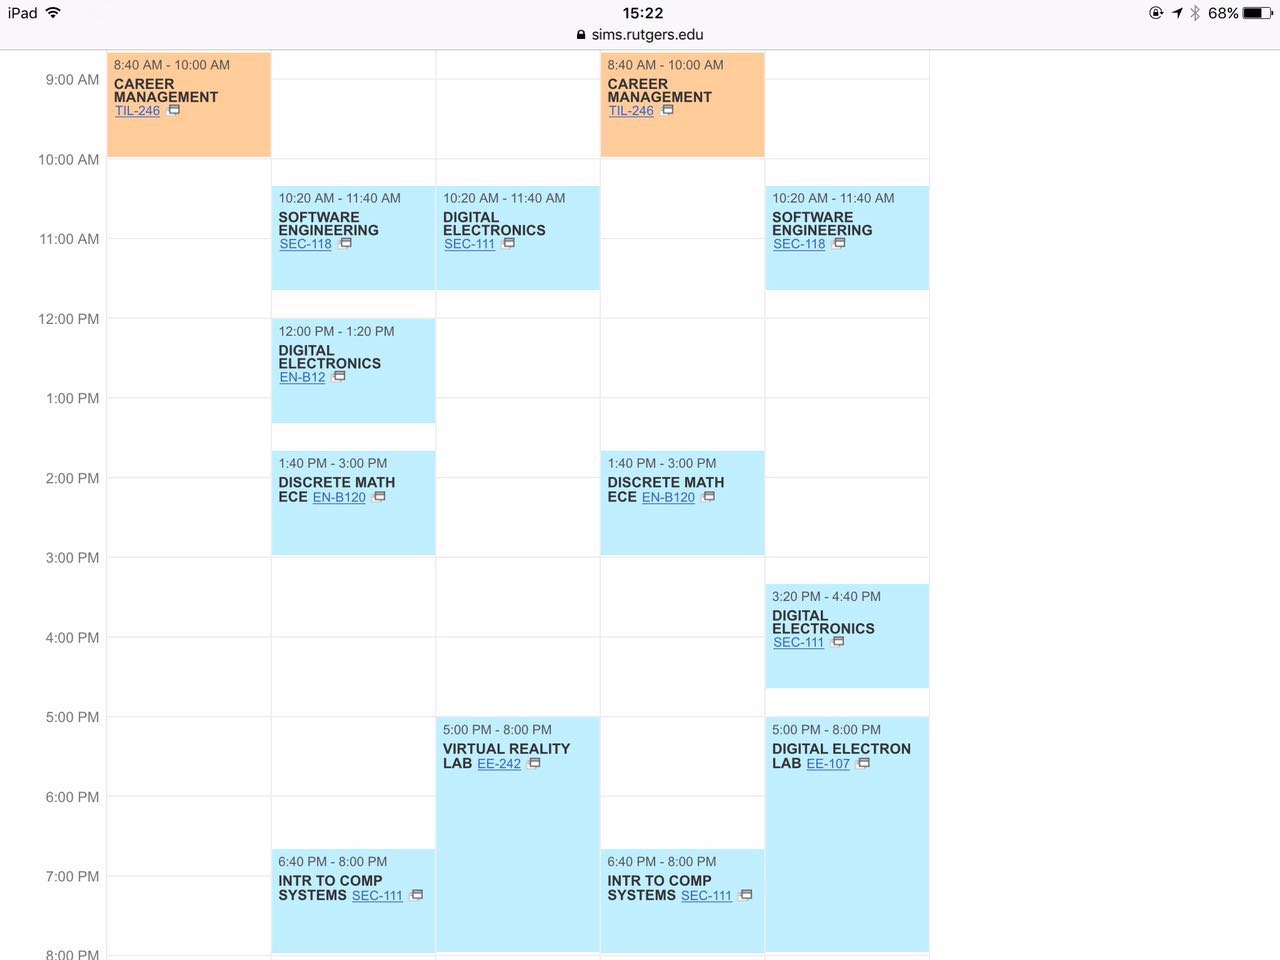 iPad 15:22 68%
sims.rutgers.edu
8:40 AM - 10:00 AM
CAREER
MANAGEMENT
TIL-246
8:40 AM - 10:00 AM
CAREER
MANAGEMENT
TIL-246
9:00 AM
10:00 AM
10:20 AM - 11:40 AM
SOFTWARE
ENGINEERING
SEC-118
10:20 AM - 11:40 AM
DIGITAL
ELECTRONICS
SEC-111
10:20 AM - 11:40 AM
SOFTWARE
ENGINEERING
SEC-118
11:00 AM
12:00 PM
12:00 PM - 1:20 PM
DIGITAL
ELECTRONICS
EN-B12
1:00 PM
1:40 PM - 3:00 PM
DISCRETE MATH
ECE EN-B120
1:40 PM - 3:00 PM
DISCRETE MATH
ECE EN-B120
2:00 PM
3:00 PM
3:20 PM - 4:40 PM
DIGITAL
ELECTRONICS
SEC-111
4:00 PM
5:00 PM
5:00 PM - 8:00 PM
VIRTUAL REALITY
LAB EE-242
5:00 PM - 8:00 PM
DIGITAL ELECTRON
LAB EE-107
6:00 PM
6:40 PM - 8:00 PM
INTR TO COMP
SYSTEMS SEC-111
6:40 PM - 8:00 PM
INTR TO COMP
SYSTEMS SEC-111
7:00 PM
8:00 PM